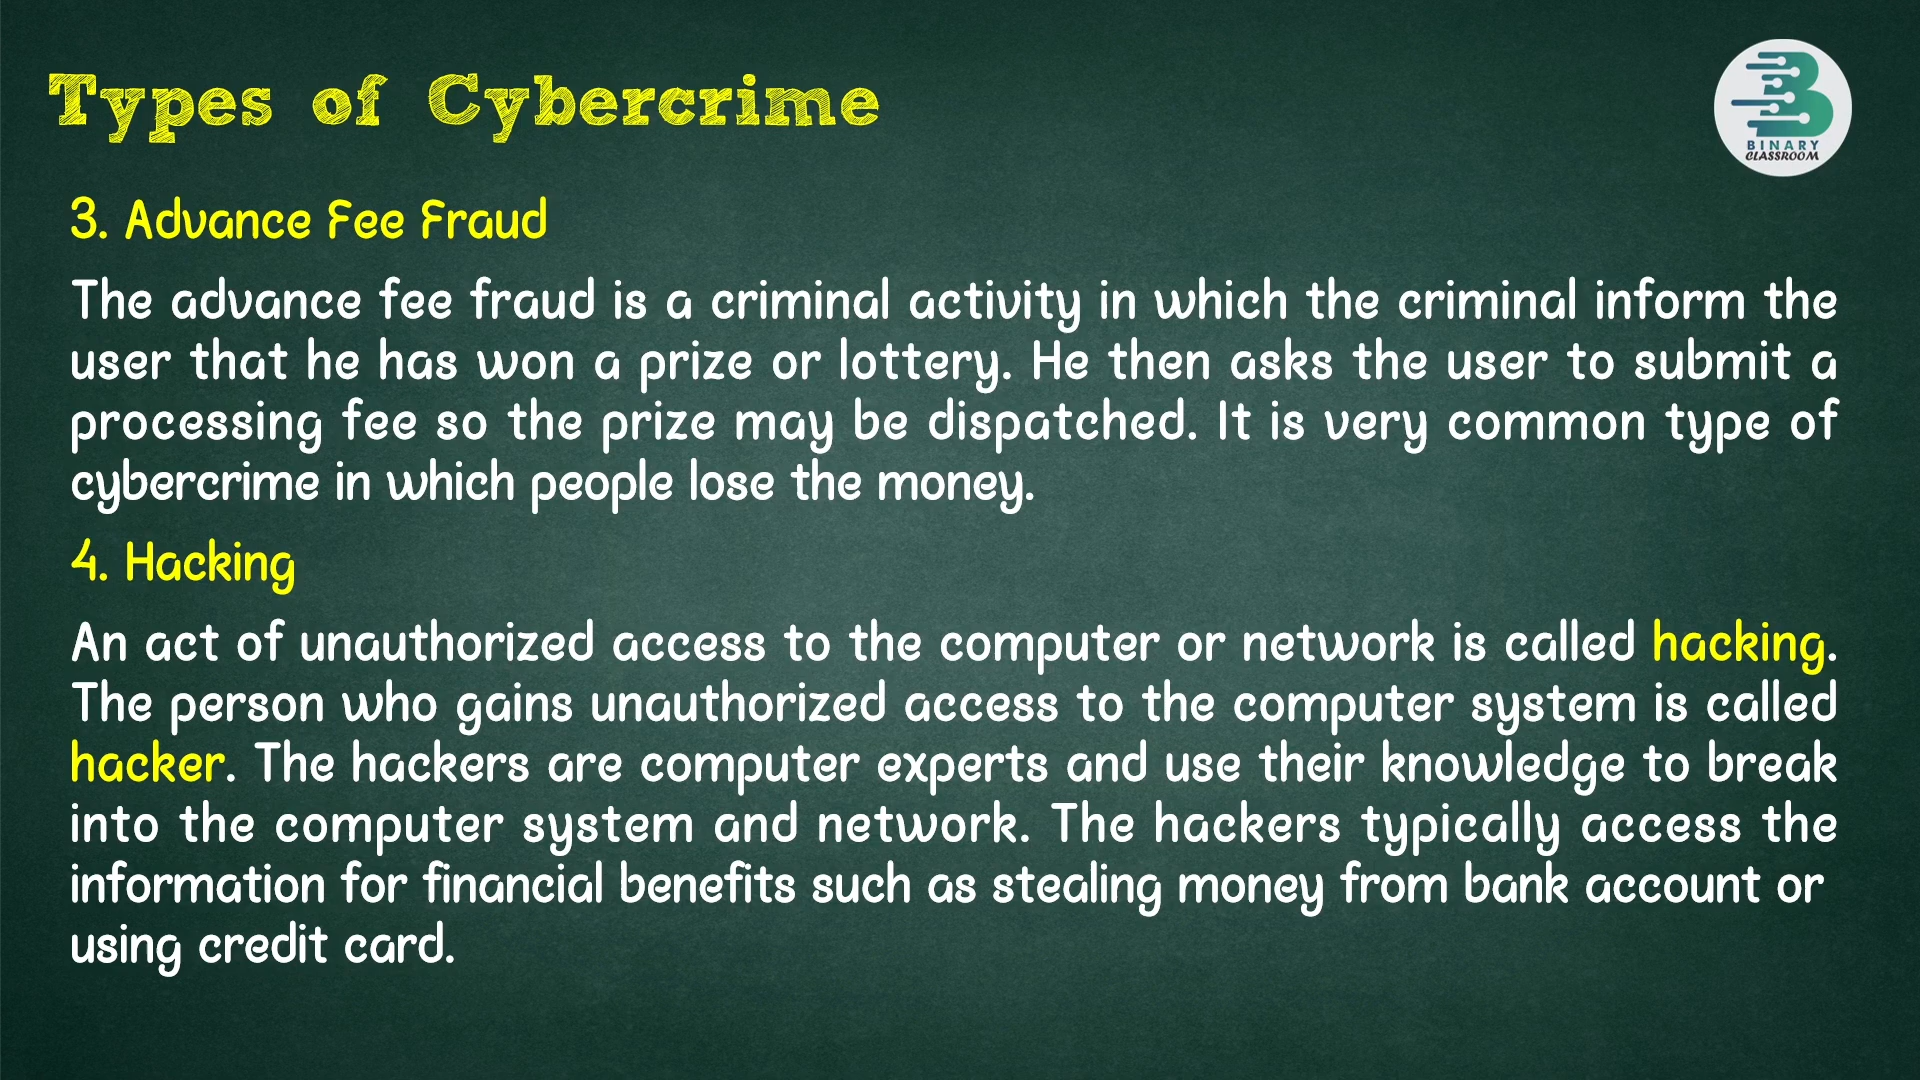 Types of Cybercrime
BINARY
CLASSROOM
3. Advance Fee Fraud
The advance fee fraud is a criminal activity in which the criminal inform the
user that he has won a prize or lottery. He then asks the user to submit a
processing fee so the prize may be dispatched. It is very common type of
cybercrime in which people lose the money.
4. Hacking
An act of unauthorized access to the computer or network is called hacking.
The person who gains unauthorized access to the computer system is called
hacker. The hackers are computer experts and use their knowledge to break
into the computer system and network. The hackers typically access the
information for financial benefits such as stealing money from bank account or
using credit card.